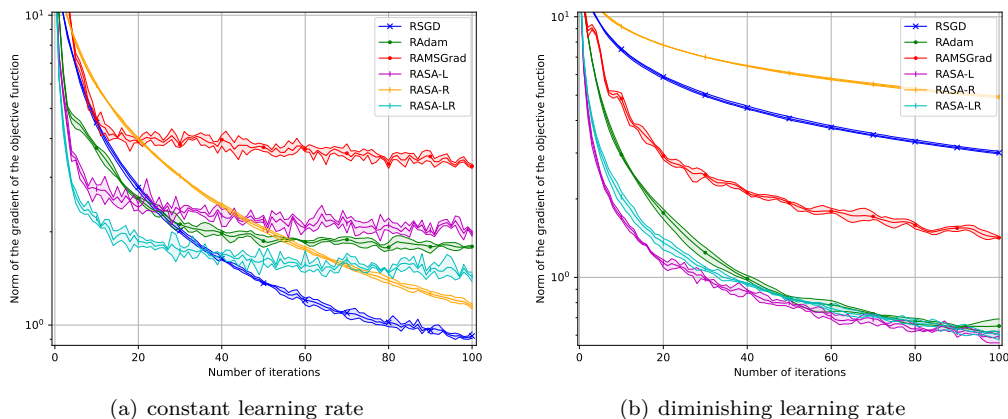 10¹
10⁰
0
20
40
60
80
100
Norm of the gradient of the objective function
Number of iterations
RSGD
RAdam
RAMSGrad
RASA-L
RASA-R
RASA-LR
(a) constant learning rate
10¹
10⁰
0
20
40
60
80
100
Norm of the gradient of the objective function
Number of iterations
RSGD
RAdam
RAMSGrad
RASA-L
RASA-R
RASA-LR
(b) diminishing learning rate